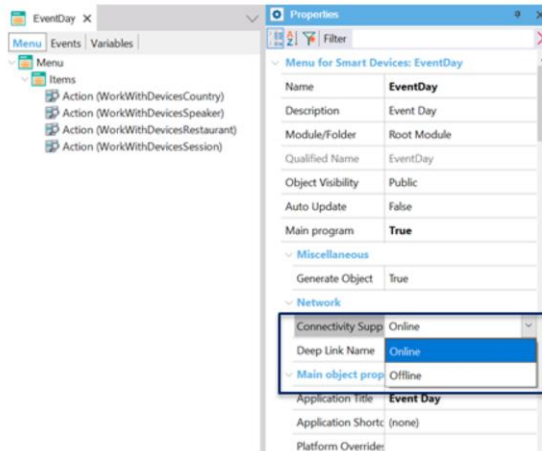 EventDay
Menu Events Variables
Menu
Items
Action (WorkWithDevicesCountry)
Action (WorkWithDevicesSpeaker)
Action (WorkWithDevicesRestaurant)
Action (WorkWithDevicesSession)
Properties
Filter
Menu for Smart Devices: EventDay
Name EventDay
Description Event Day
Module/Folder Root Module
Qualified Name EventDay
Object Visibility Public
Auto Update False
Main program True
Miscellaneous
Generate Object True
Network
Connectivity Supp Online
Deep Link Name Online
Main object prop Offline
Application Title Event Day
Application Shortc (none)
Platform Overrides